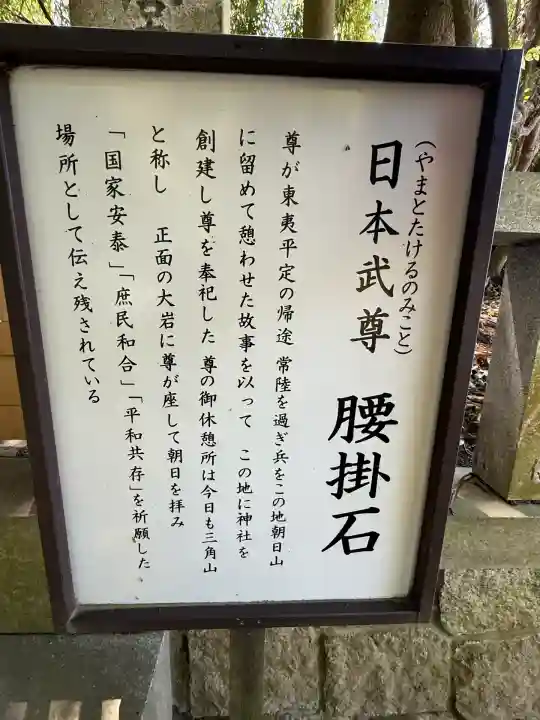 (やまとたけるのみこと)
日本武尊 腰掛石
尊が東夷平定の帰途 常陸を過ぎ兵をこの地朝日山
に留めて憩わせた故事を以って この地に神社を
創建し尊を奉祀した 尊の御休憩所は今日も三角山
と称し 正面の大岩に尊が座して朝日を拝み
「国家安泰」「庶民和合」「平和共存」を祈願した
場所として伝え残されている